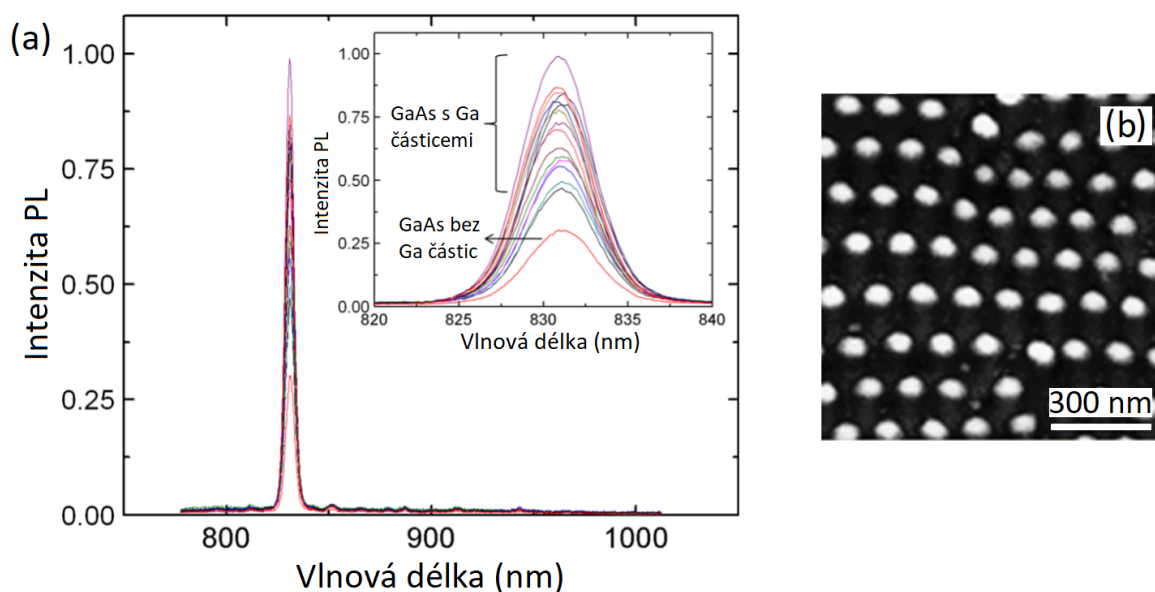 (a)
Intenzita PL
1.00
0.75
0.50
0.25
0.00
800
900
1000
Vlnová délka (nm)
Intenzita PL
1.00
0.75
0.50
0.25
0.00
GaAs s Ga
částicemi
GaAs bez
Ga částic
820
825
830
835
840
Vlnová délka (nm)
(b)
300 nm